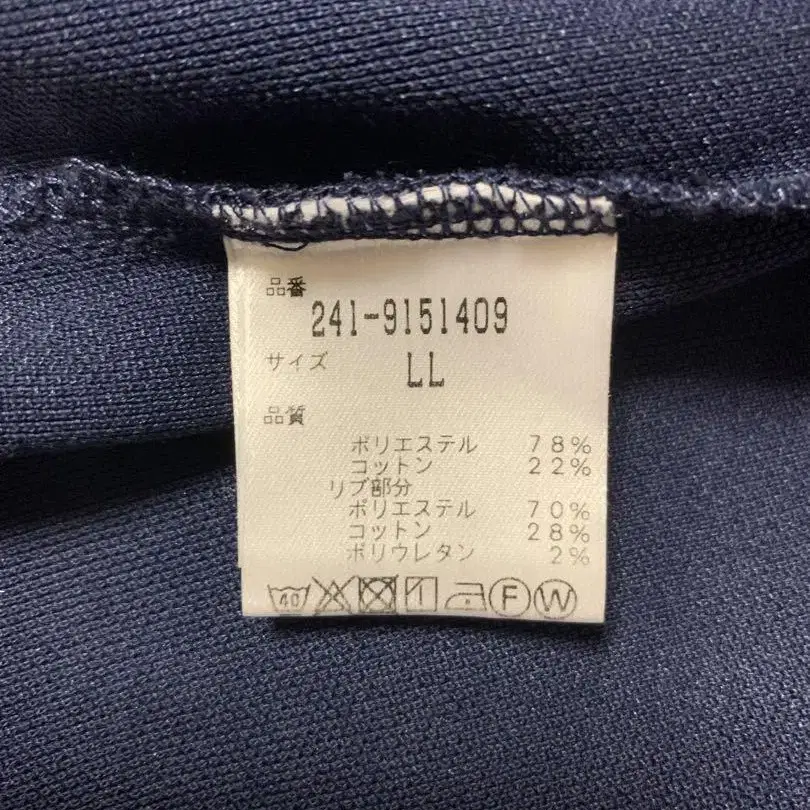 品番
241-9151409
サイズ
LL
品質
ポリエステル 78%
コットン 22%
リブ部分
ポリエステル 70%
コットン 28%
ポリウレタン 2%
40 F W